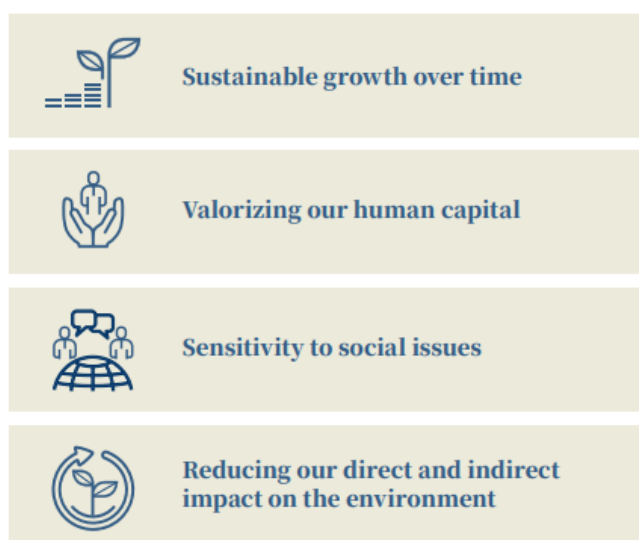 Sustainable growth over time
Valorizing our human capital
Sensitivity to social issues
Reducing our direct and indirect
impact on the environment